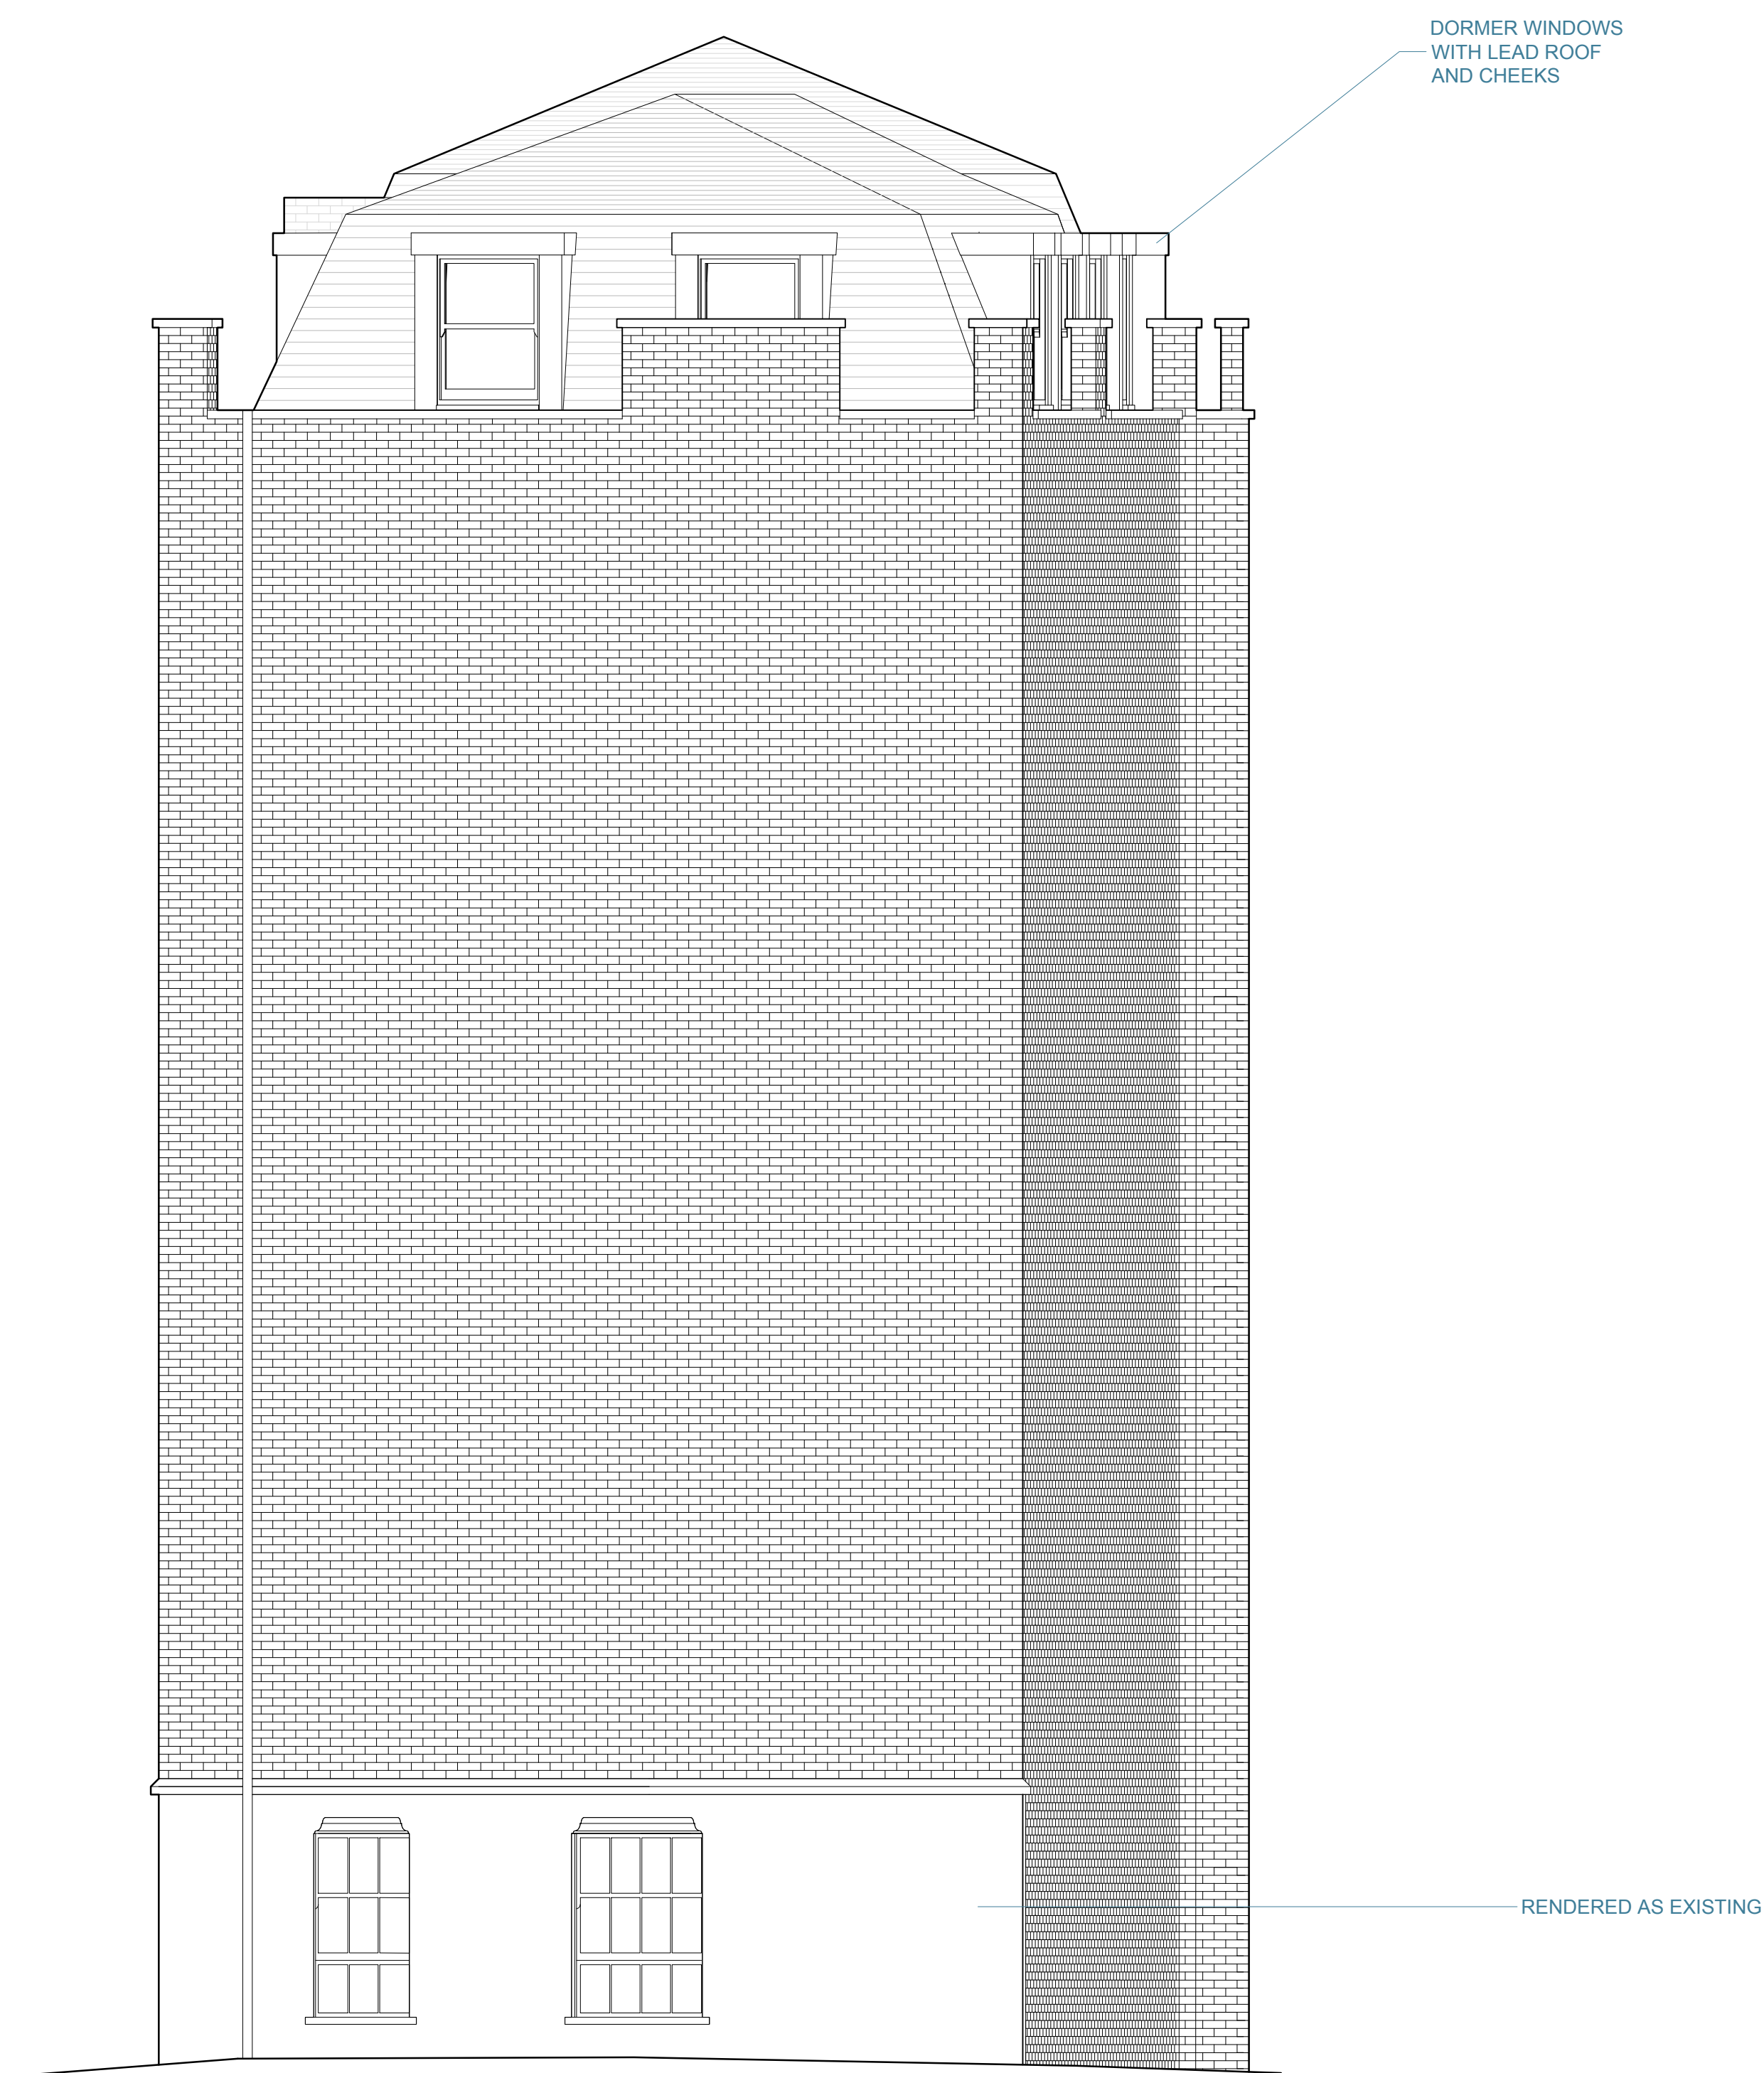 DORMER WINDOWS
WITH LEAD ROOF
AND CHEEKS
RENDERED AS EXISTING